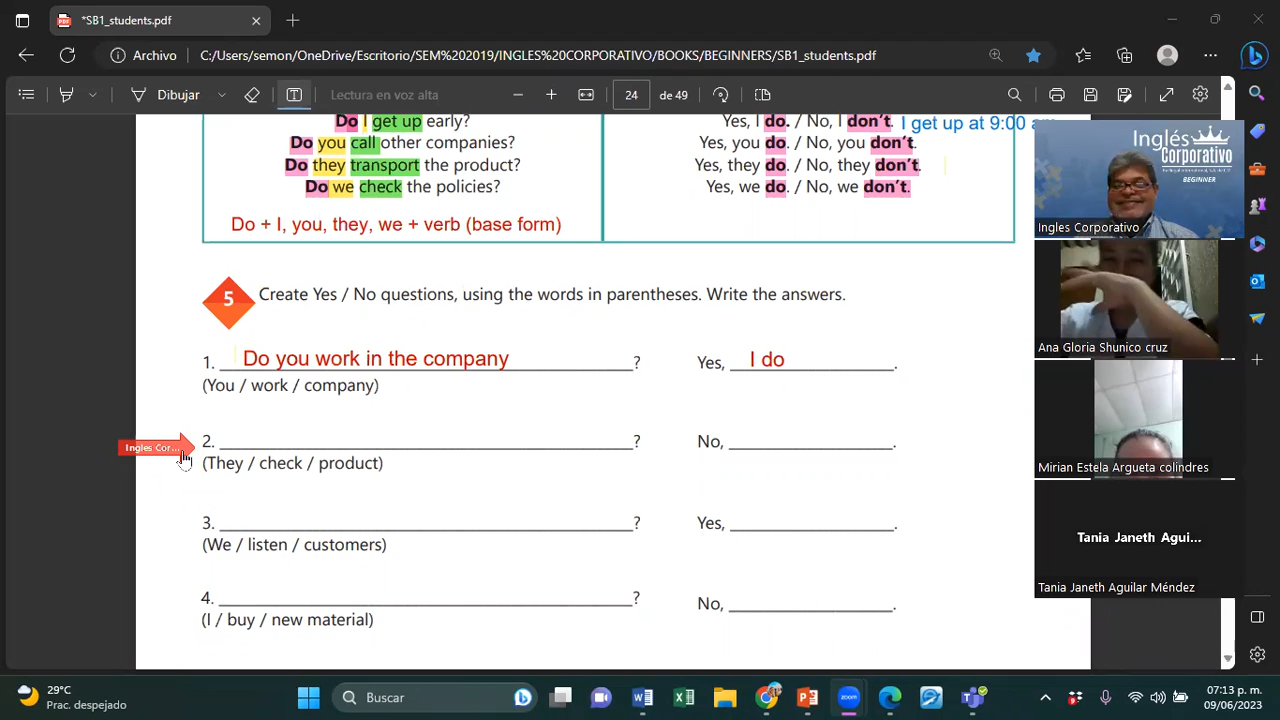 *SB1_students.pdf
Archivo
C:/Users/semon/OneDrive/Escritorio/SEM%202019/INGLES%20CORPORATIVO/BOOKS/BEGINNERS/SB1_students.pdf
Dibujar
Lectura en voz alta
24
de 49
Do I get up early?
Yes, I do. / No, I don't.
I get up at 9:00 am
Do you call other companies?
Yes, you do. / No, you don't.
Do they transport the product?
Yes, they do. / No, they don't.
Do we check the policies?
Yes, we do. / No, we don't.
Do + I, you, they, we + verb (base form)
5
Create Yes / No questions, using the words in parentheses. Write the answers.
1. Do you work in the company ?
Yes, I do .
(You / work / company)
Ingles Cor...
2. ?
No, .
(They / check / product)
3. ?
Yes, .
(We / listen / customers)
4. ?
No, .
(I / buy / new material)
Inglés
Corporativo
BEGINNER
Ingles Corporativo
Ana Gloria Shunico cruz
Mirian Estela Argueta colindres
Tania Janeth Agui...
Tania Janeth Aguilar Méndez
29°C
Prac. despejado
Buscar
07:13 p. m.
09/06/2023